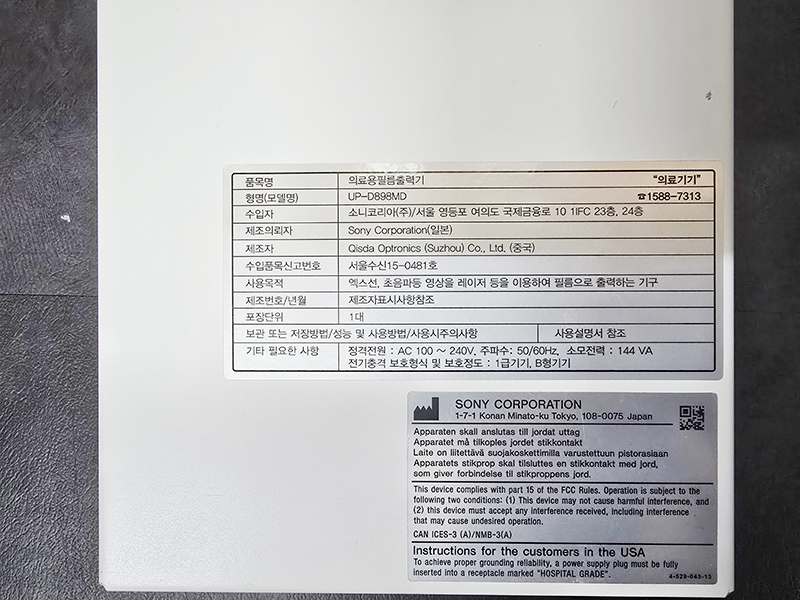 품목명 의료용필름출력기 "의료기기"
형명(모델명) UP-D898MD ☎1588-7313
수입자 소니코리아(주)/서울 영등포 여의도 국제금융로 10 1IFC 23층, 24층
제조의뢰자 Sony Corporation(일본)
제조자 Qisda Optronics (Suzhou) Co., Ltd. (중국)
수입품목신고번호 서울수신15-0481호
사용목적 엑스선, 초음파등 영상을 레이저 등을 이용하여 필름으로 출력하는 기구
제조번호/년월 제조자표시사항참조
포장단위 1대
보관 또는 저장방법/성능 및 사용방법/사용시주의사항 사용설명서 참조
기타 필요한 사항 정격전원 : AC 100 ~ 240V, 주파수: 50/60Hz, 소모전력 : 144 VA
전기충격 보호형식 및 보호정도 : 1급기기, B형기기
SONY CORPORATION
1-7-1 Konan Minato-ku Tokyo, 108-0075 Japan
Apparaten skall anslutas till jordat uttag
Apparatet må tilkoples jordet stikkontakt
Laite on liitettävä suojakoskettimilla varustettuun pistorasiaan
Apparatets stikprop skal tilsluttes en stikkontakt med jord,
som giver forbindelse til stikproppens jord.
This device complies with part 15 of the FCC Rules. Operation is subject to the
following two conditions: (1) This device may not cause harmful interference, and
(2) this device must accept any interference received, including interference
that may cause undesired operation.
CAN ICES-3 (A)/NMB-3(A)
Instructions for the customers in the USA
To achieve proper grounding reliability, a power supply plug must be fully
inserted into a receptacle marked "HOSPITAL GRADE".
4-529-043-13